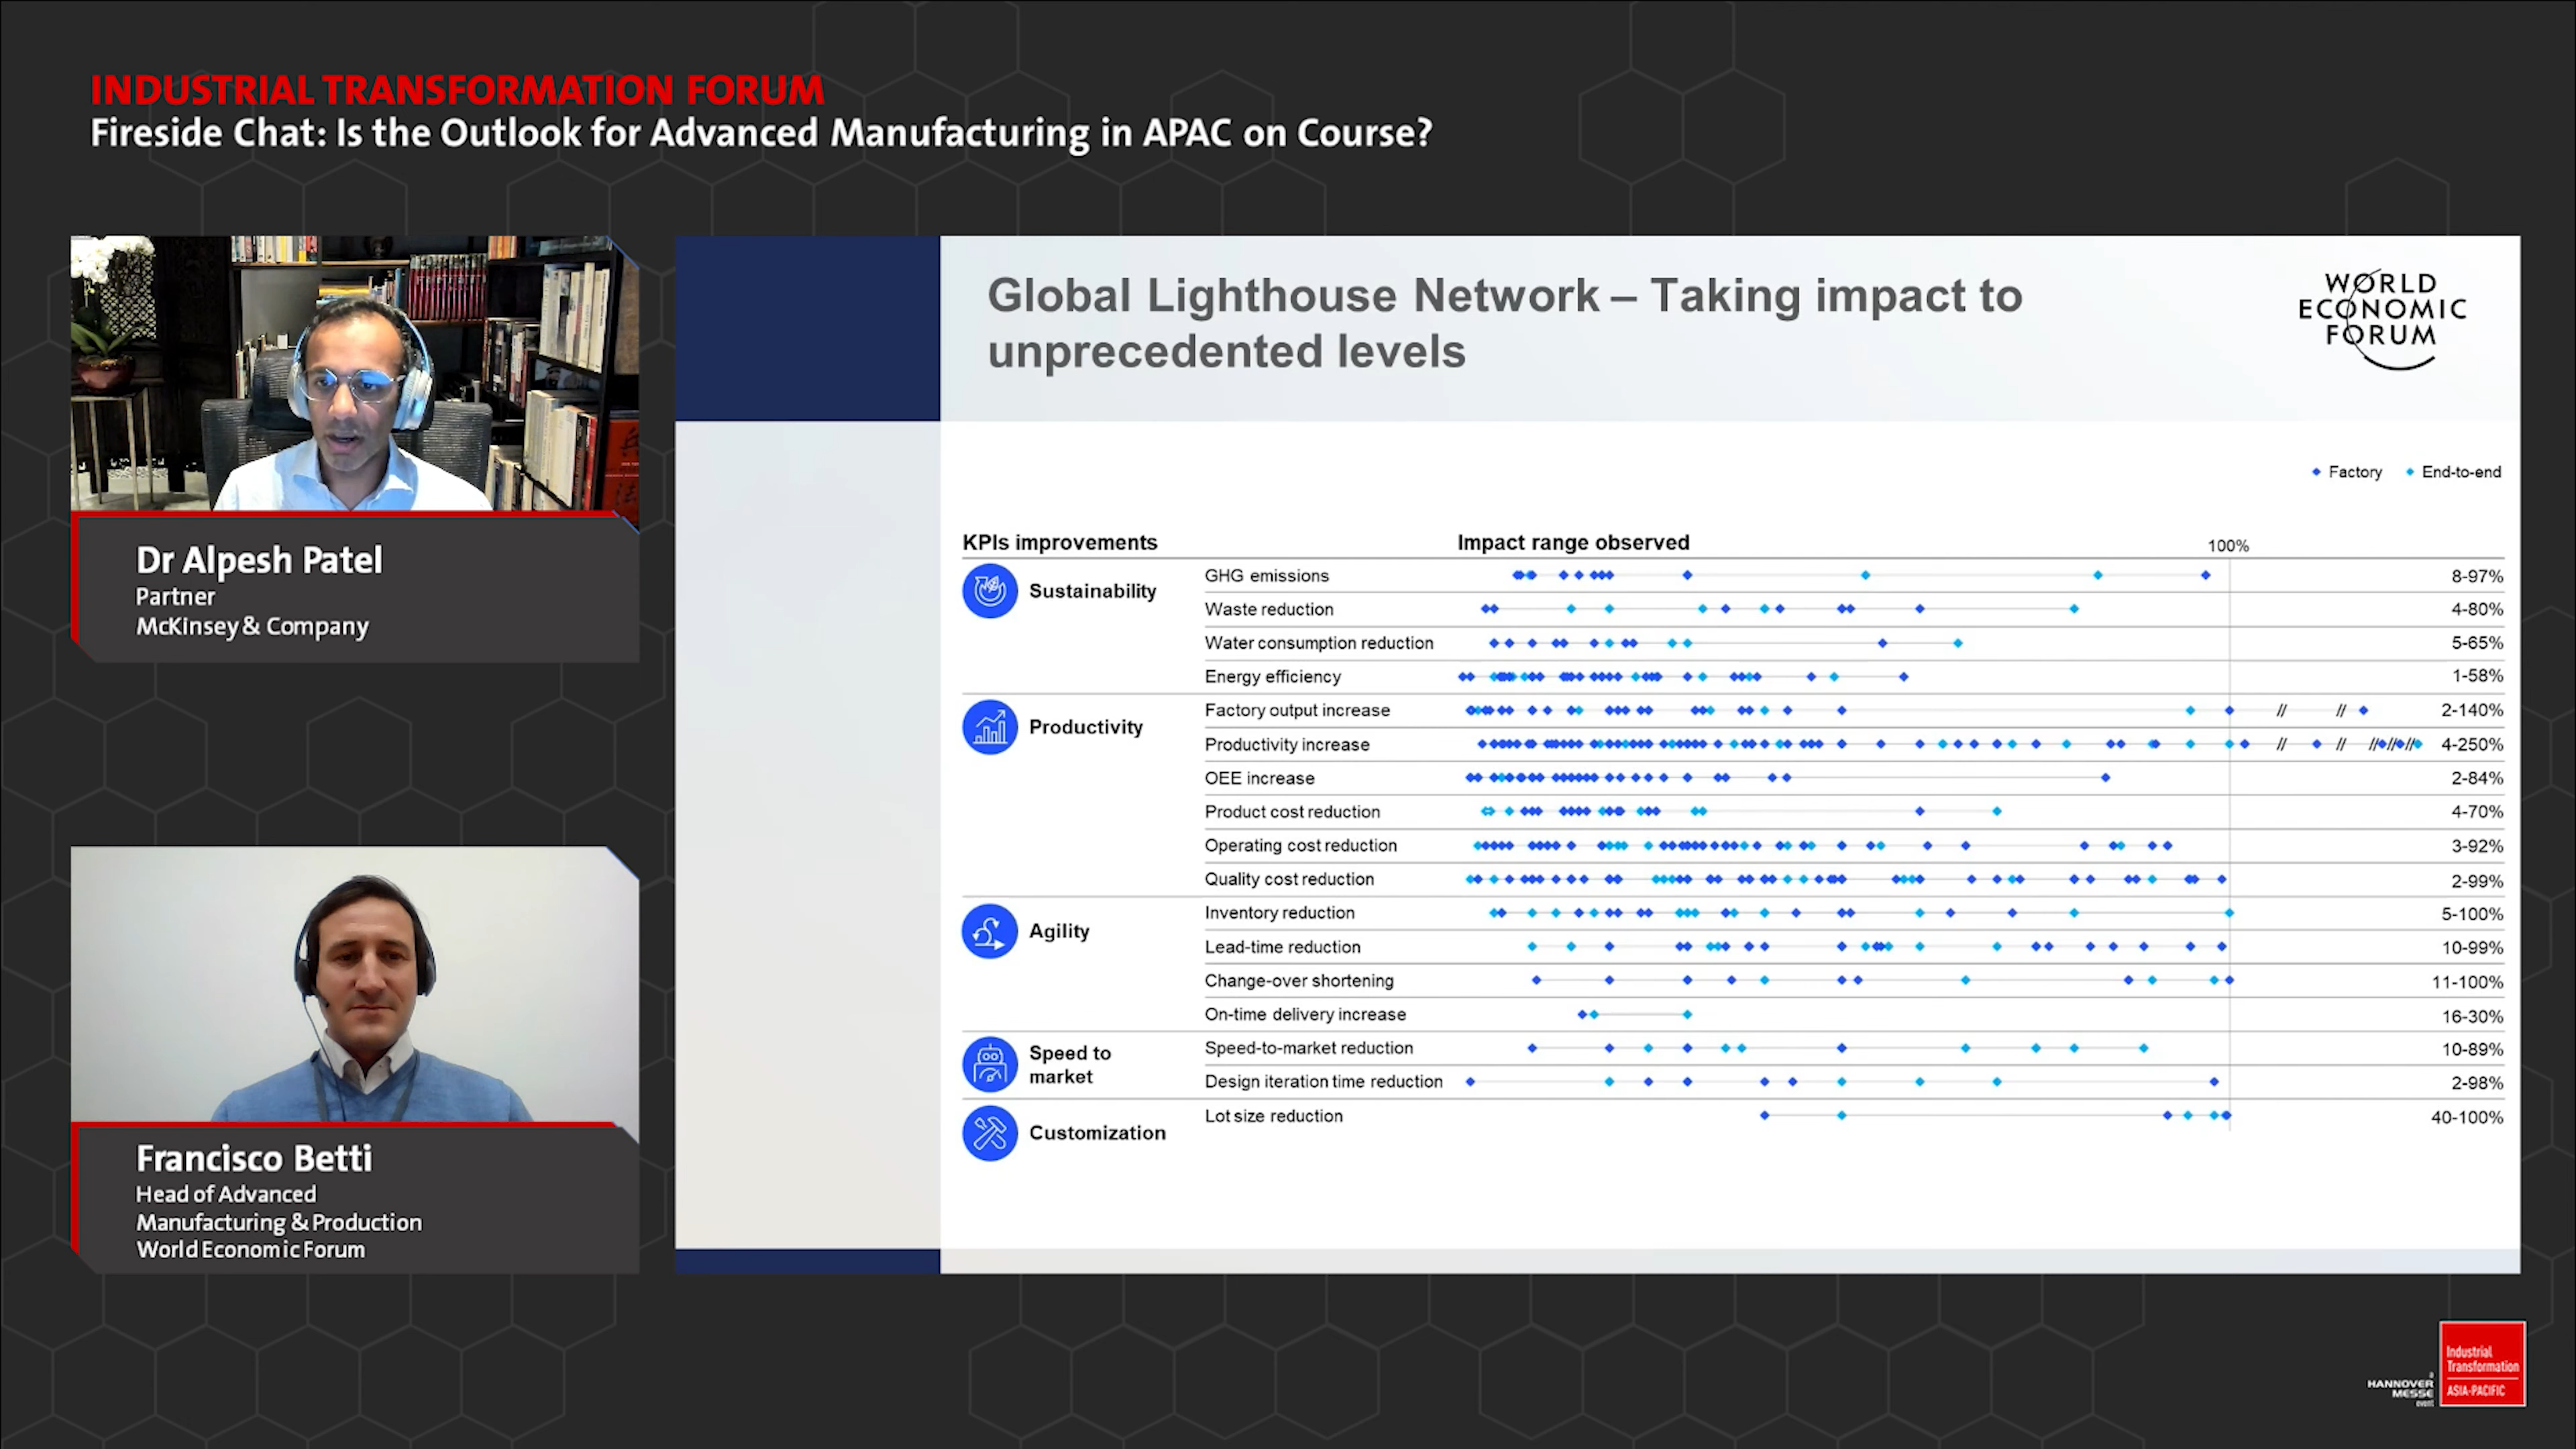 INDUSTRIAL TRANSFORMATION FORUM
Fireside Chat: Is the Outlook for Advanced Manufacturing in APAC on Course?
Dr Alpesh Patel
Partner
McKinsey & Company
Francisco Betti
Head of Advanced
Manufacturing & Production
World Economic Forum
Global Lighthouse Network – Taking impact to
unprecedented levels
WORLD
ECONOMIC
FORUM
Factory End-to-end
KPIs improvements Impact range observed 100%
Sustainability
GHG emissions 8-97%
Waste reduction 4-80%
Water consumption reduction 5-65%
Energy efficiency 1-58%
Productivity
Factory output increase // // 2-140%
Productivity increase // // // // // 4-250%
OEE increase 2-84%
Product cost reduction 4-70%
Operating cost reduction 3-92%
Quality cost reduction 2-99%
Agility
Inventory reduction 5-100%
Lead-time reduction 10-99%
Change-over shortening 11-100%
On-time delivery increase 16-30%
Speed to
market
Speed-to-market reduction 10-89%
Design iteration time reduction 2-98%
Customization
Lot size reduction 40-100%
a
HANNOVER
MESSE
event
Industrial
Transformation
ASIA-PACIFIC